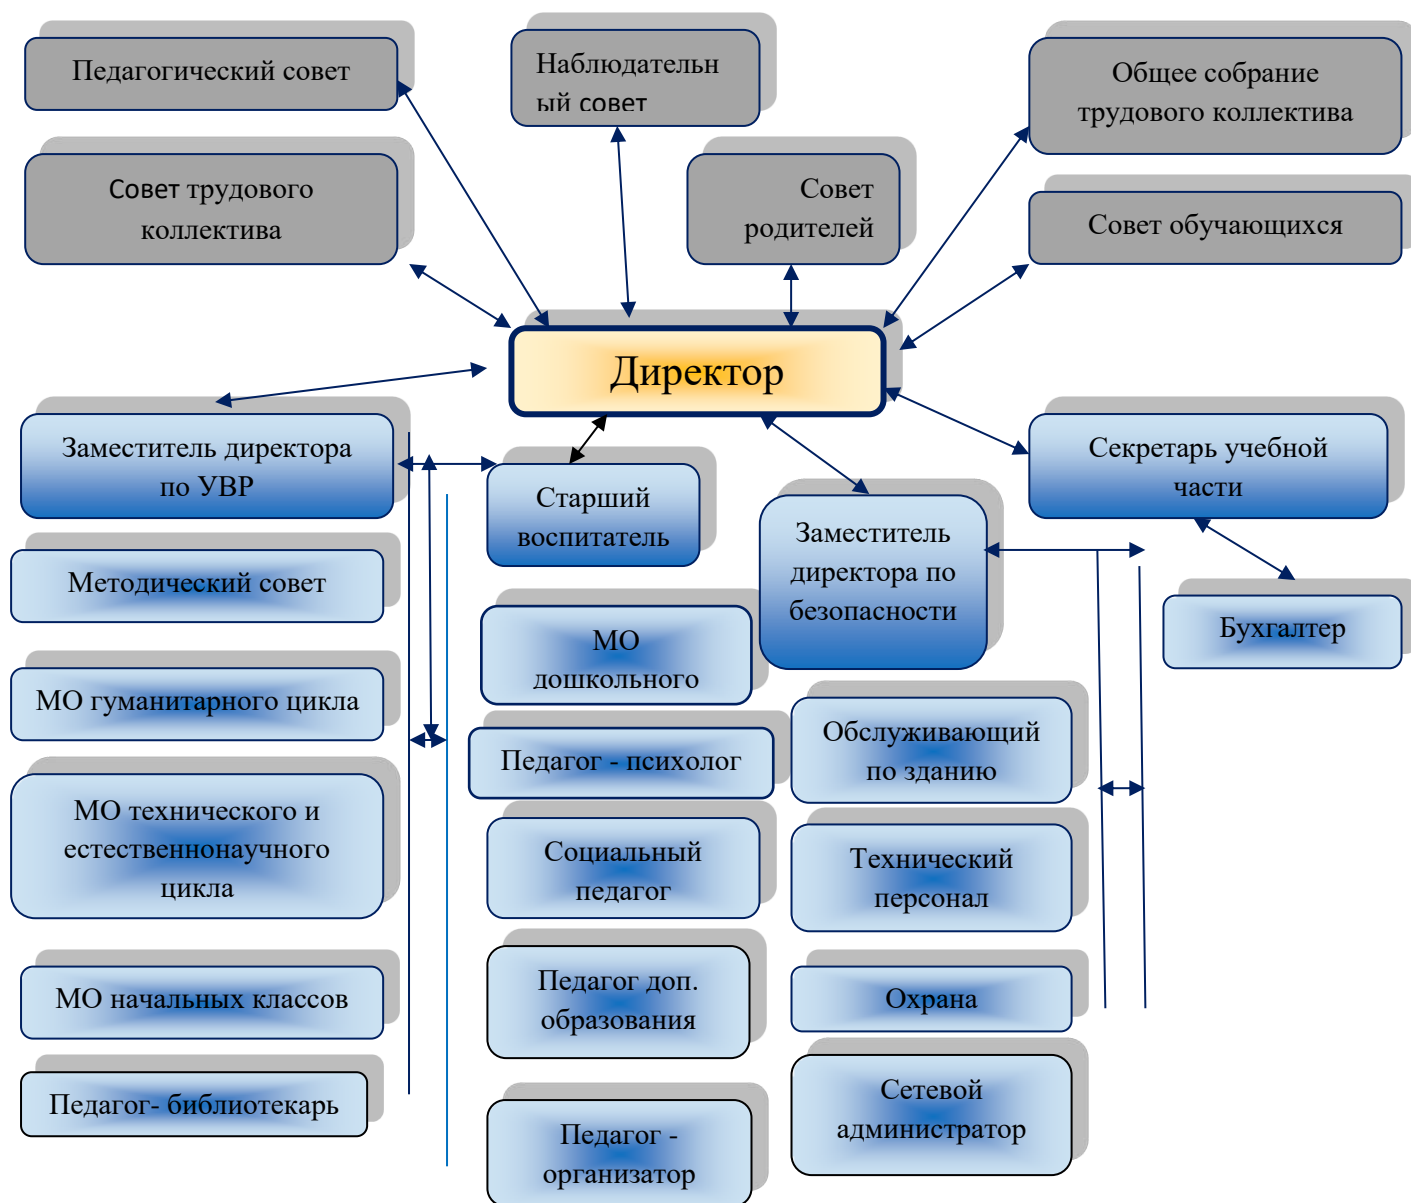 Педагогический совет
Наблюдательн
ый совет
Общее собрание
трудового коллектива
Совет трудового
коллектива
Совет
родителей
Совет обучающихся
Директор
Заместитель директора
по УВР
Секретарь учебной
части
Старший
воспитатель
Заместитель
директора по
безопасности
Методический совет
Бухгалтер
МО
дошкольного
МО гуманитарного цикла
Педагог - психолог
Обслуживающий
по зданию
МО технического и
естественнонаучного
цикла
Социальный
педагог
Технический
персонал
МО начальных классов
Педагог доп.
образования
Охрана
Педагог- библиотекарь
Педагог -
организатор
Сетевой
администратор